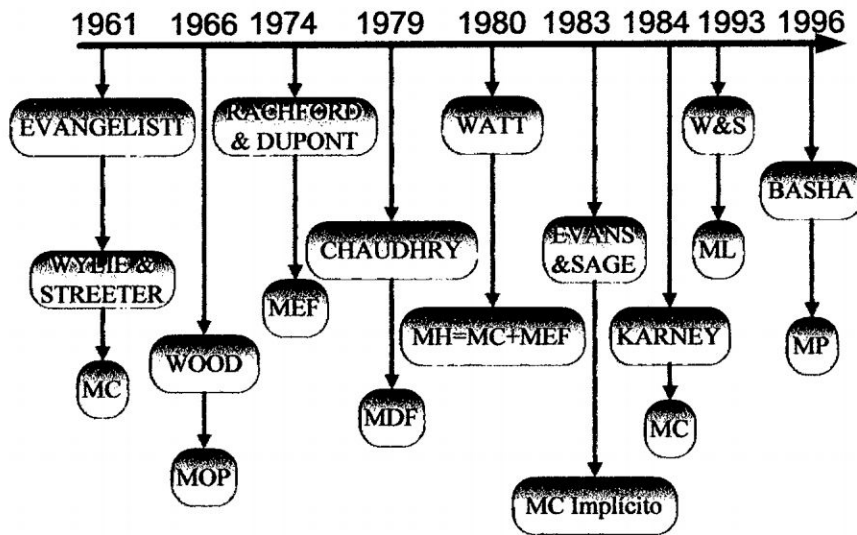 1961 1966 1974 1979 1980 1983 1984 1993 1996
EVANGELISTI
RACHFORD
& DUPONT
WATT
W&S
BASHA
WYLIE &
STREETER
CHAUDHRY
EVANS
&SAGE
ML
MEF
MH=MC+MEF
KARNEY
MP
WOOD
MC
MDF
MC
MOP
MC Implícito